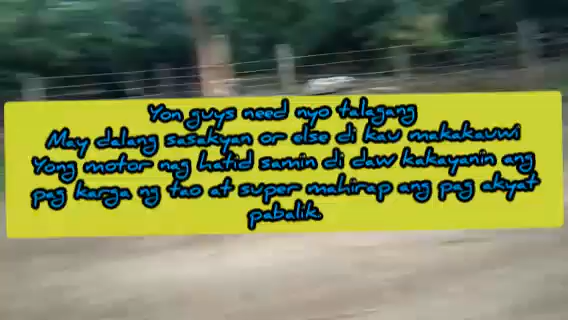 Yon guys need nyo talagang
May dalang sasakyan or else di kau makakauwi
Yong motor nag hatid samin di daw kakayanin ang
pag karga ng tao at super mahirap ang pag akyat
pabalik.